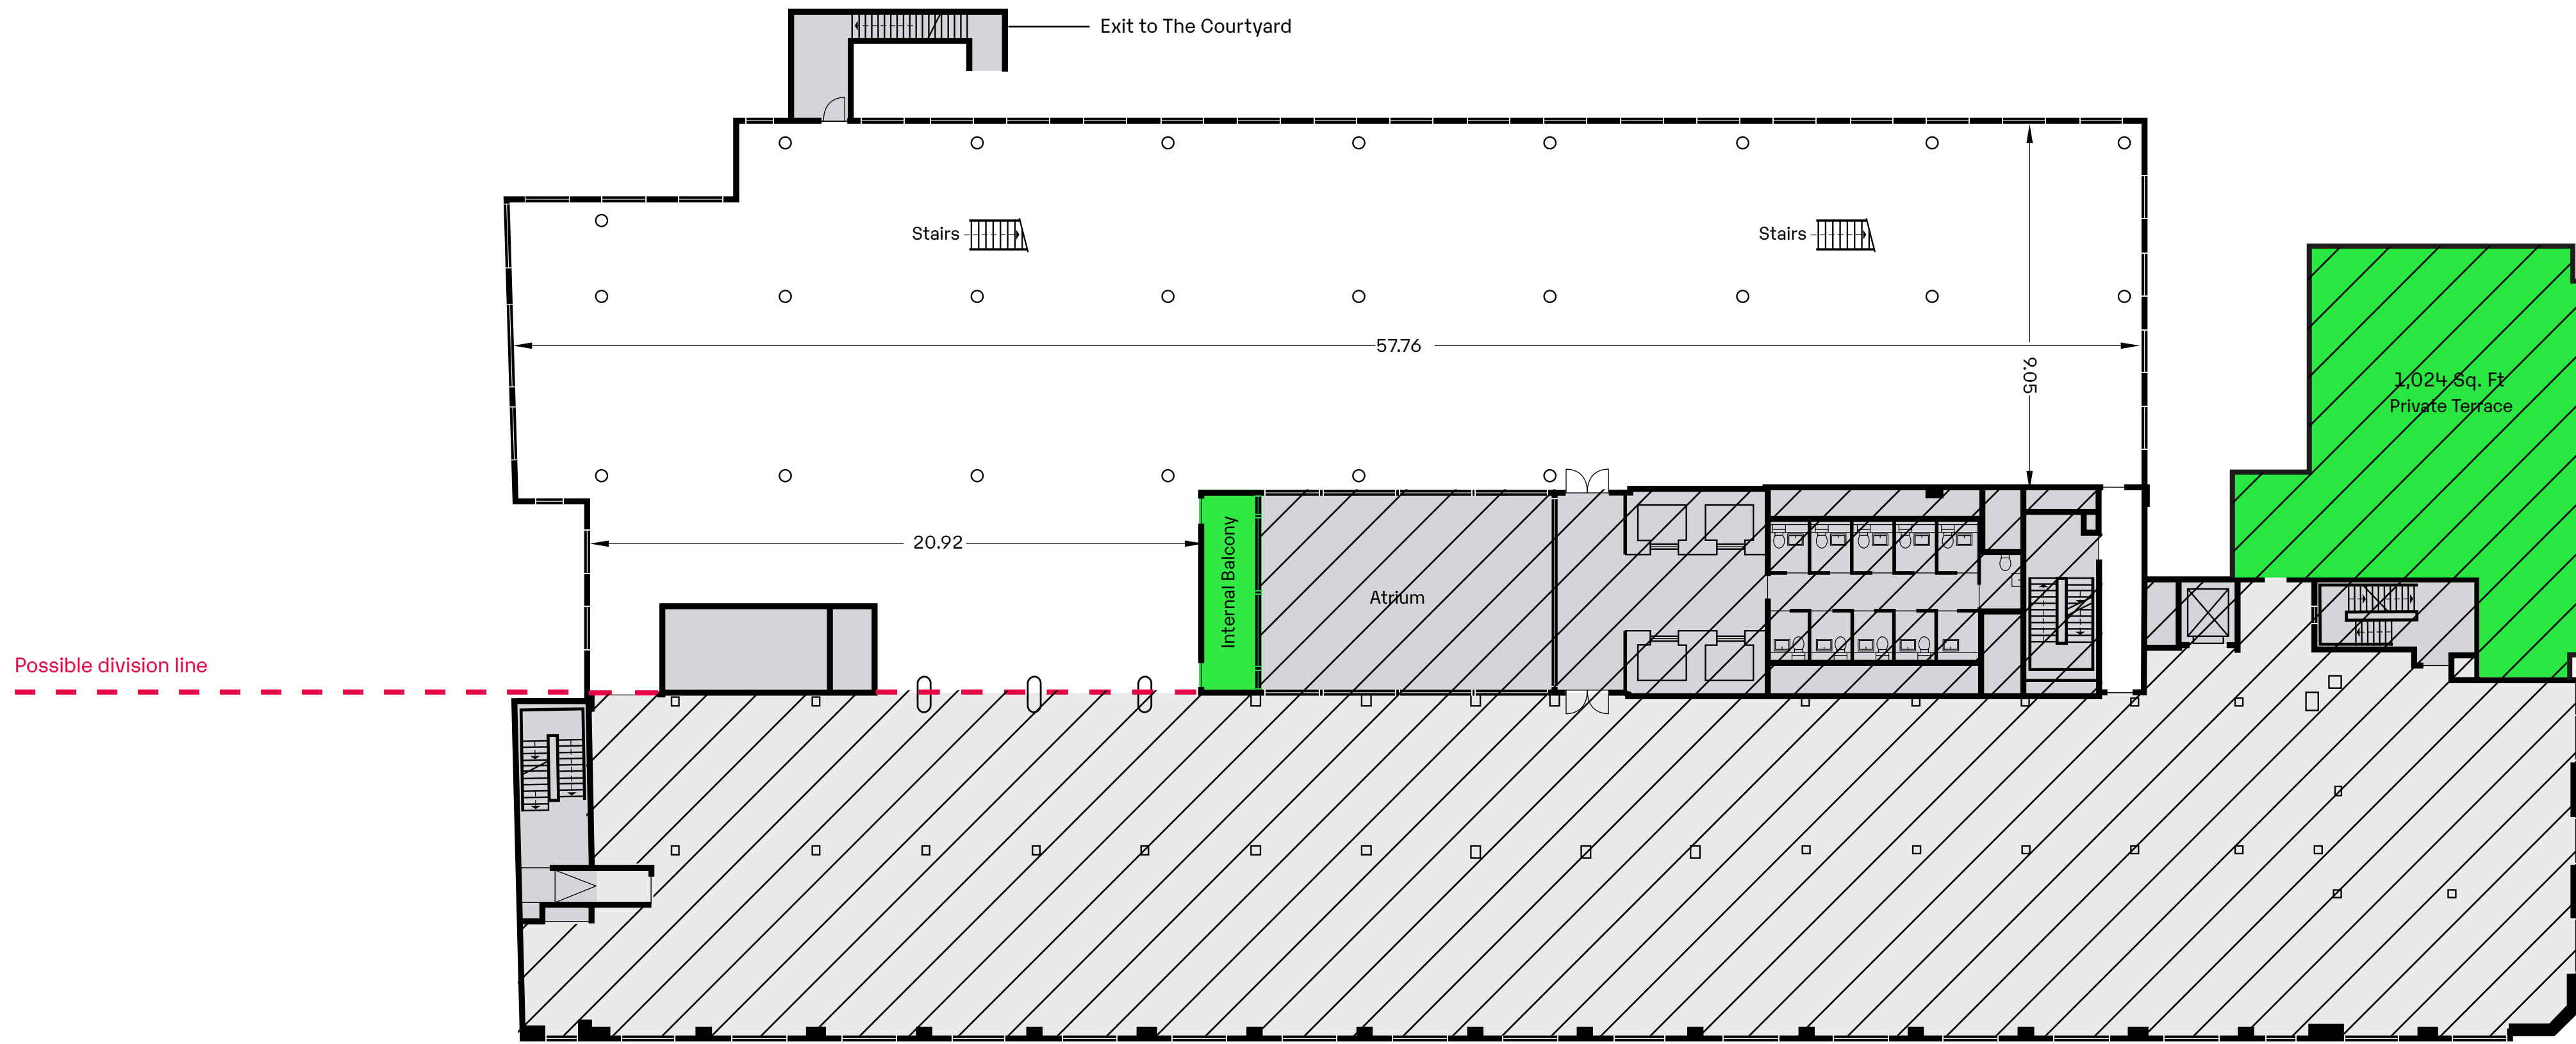 Exit to The Courtyard
Stairs
Stairs
57.76
9.05
1,024 Sq. Ft
Private Terrace
20.92
Internal Balcony
Atrium
Possible division line